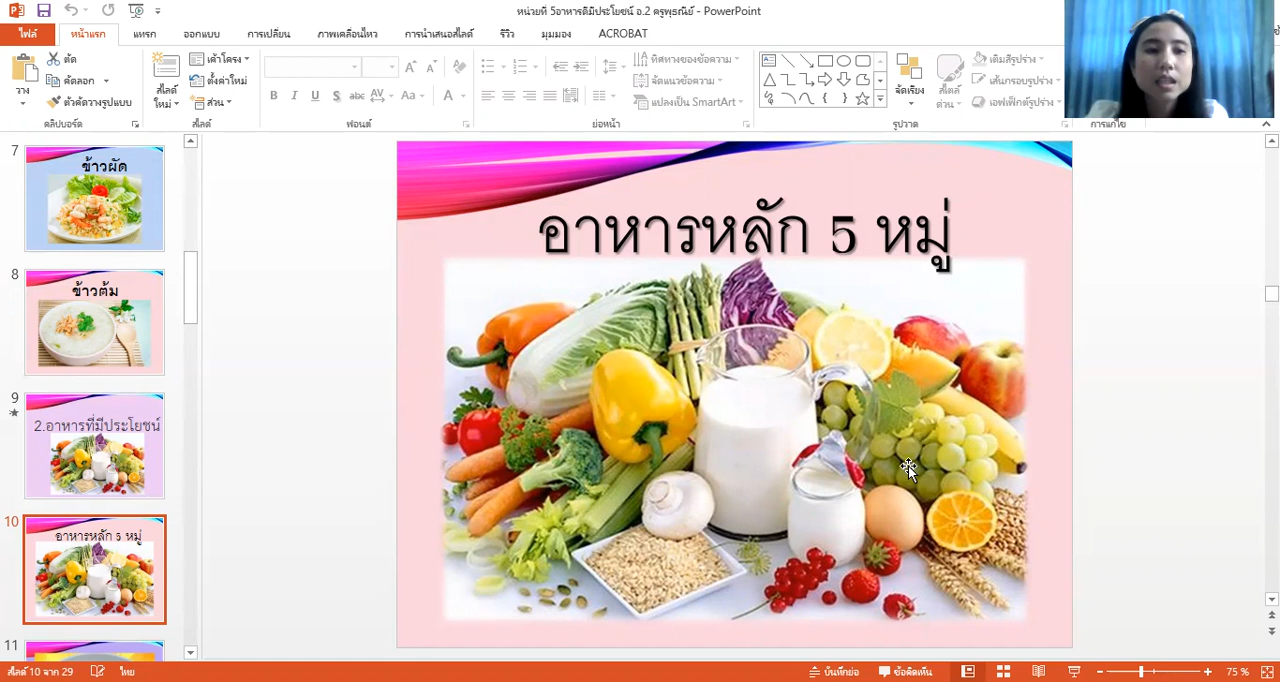 หน่วยที่ 5อาหารดีมีประโยชน์ อ.2 ครูพุธณีย์ - PowerPoint
ไฟล์ หน้าแรก แทรก ออกแบบ การเปลี่ยน ภาพเคลื่อนไหว การนำเสนอสไลด์ รีวิว มุมมอง ACROBAT
วาง
ตัด
คัดลอก
ตัวคัดวางรูปแบบ
คลิปบอร์ด
สไลด์
ใหม่
เค้าโครง
ตั้งค่าใหม่
ส่วน
สไลด์
B I U S abc AV Aa A
ฟอนต์
ทิศทางของข้อความ
จัดแนวข้อความ
แปลงเป็น SmartArt
ย่อหน้า
จัดเรียง
สไตล์
ด่วน
เติมสีรูปร่าง
เส้นกรอบรูปร่าง
เอฟเฟ็กต์รูปร่าง
รูปวาด
การแก้ไข
7
ข้าวผัด
8
ข้าวต้ม
9
2.อาหารที่มีประโยชน์
10
อาหารหลัก 5 หมู่
11
อาหารหลัก 5 หมู่
สไลด์ 10 จาก 29 ไทย บันทึกย่อ ข้อคิดเห็น 75 %